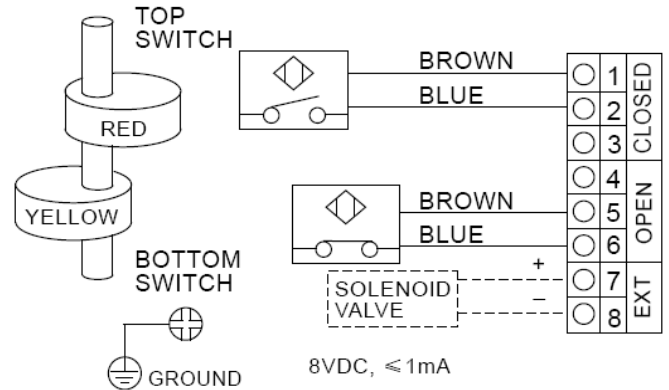 TOP
SWITCH
RED
YELLOW
BOTTOM
SWITCH
GROUND
BROWN
BLUE
BROWN
BLUE
SOLENOID
VALVE
+
–
8VDC, ≤1mA
1
2
3
4
5
6
7
8
CLOSED
OPEN
EXT